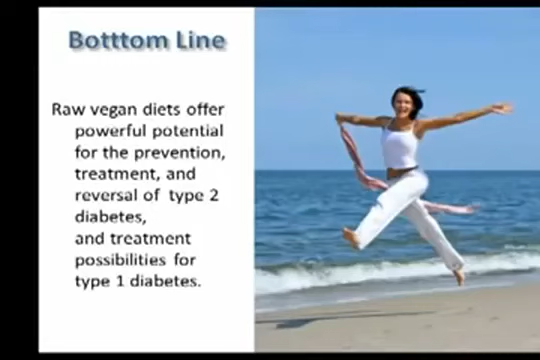 Botttom Line
Raw vegan diets offer
powerful potential
for the prevention,
treatment, and
reversal of type 2
diabetes,
and treatment
possibilities for
type 1 diabetes.